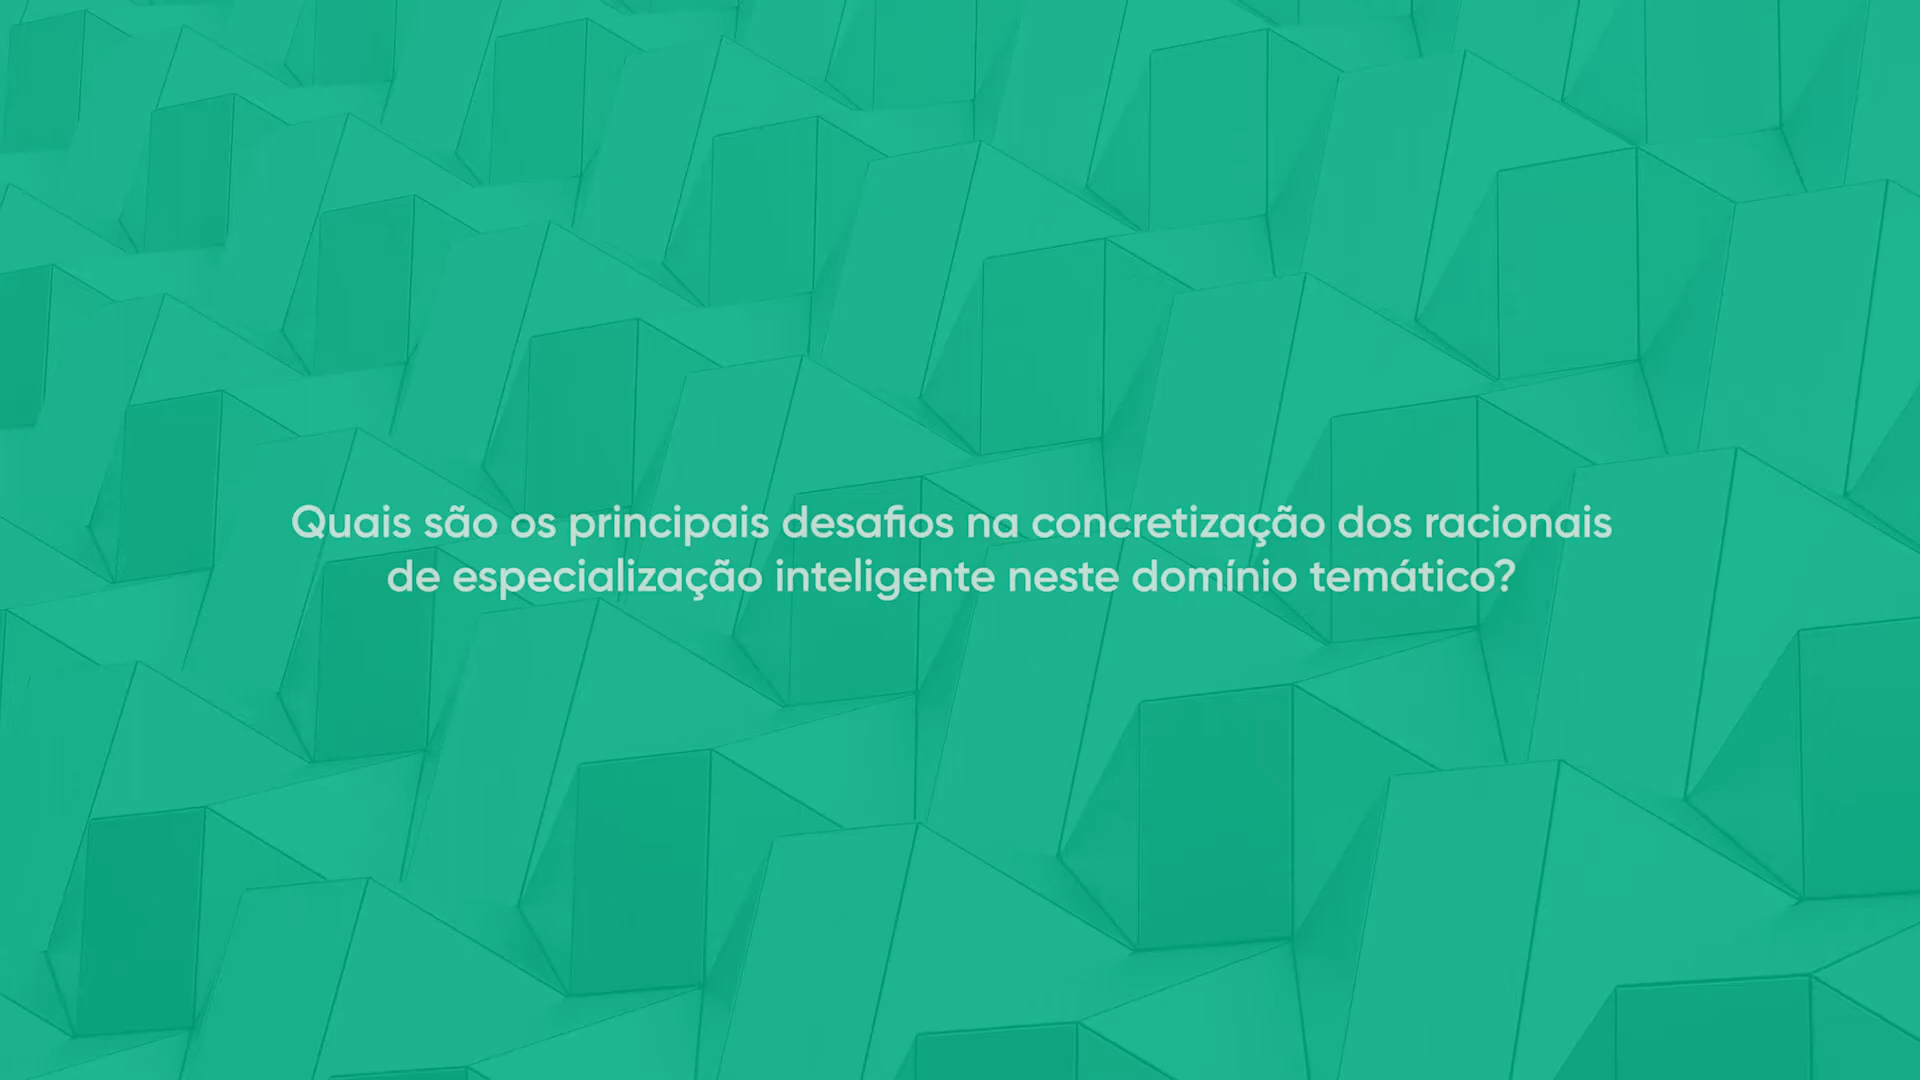 Quais são os principais desafios na concretização dos racionais
de especialização inteligente neste domínio temático?